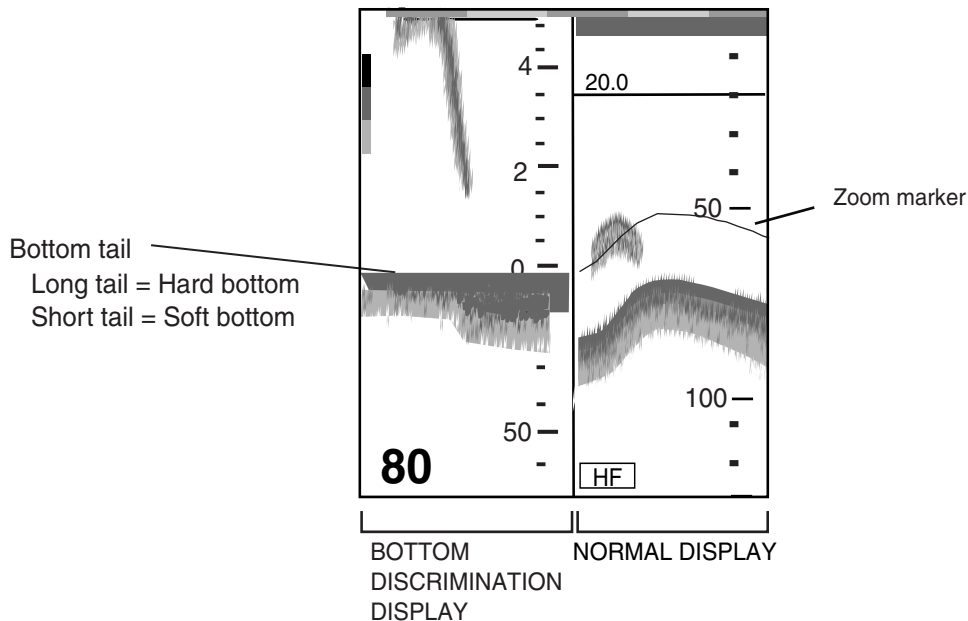 4
2
0
50
80
20.0
50
100
HF
Zoom marker
Bottom tail
Long tail = Hard bottom
Short tail = Soft bottom
BOTTOM
DISCRIMINATION
DISPLAY
NORMAL DISPLAY